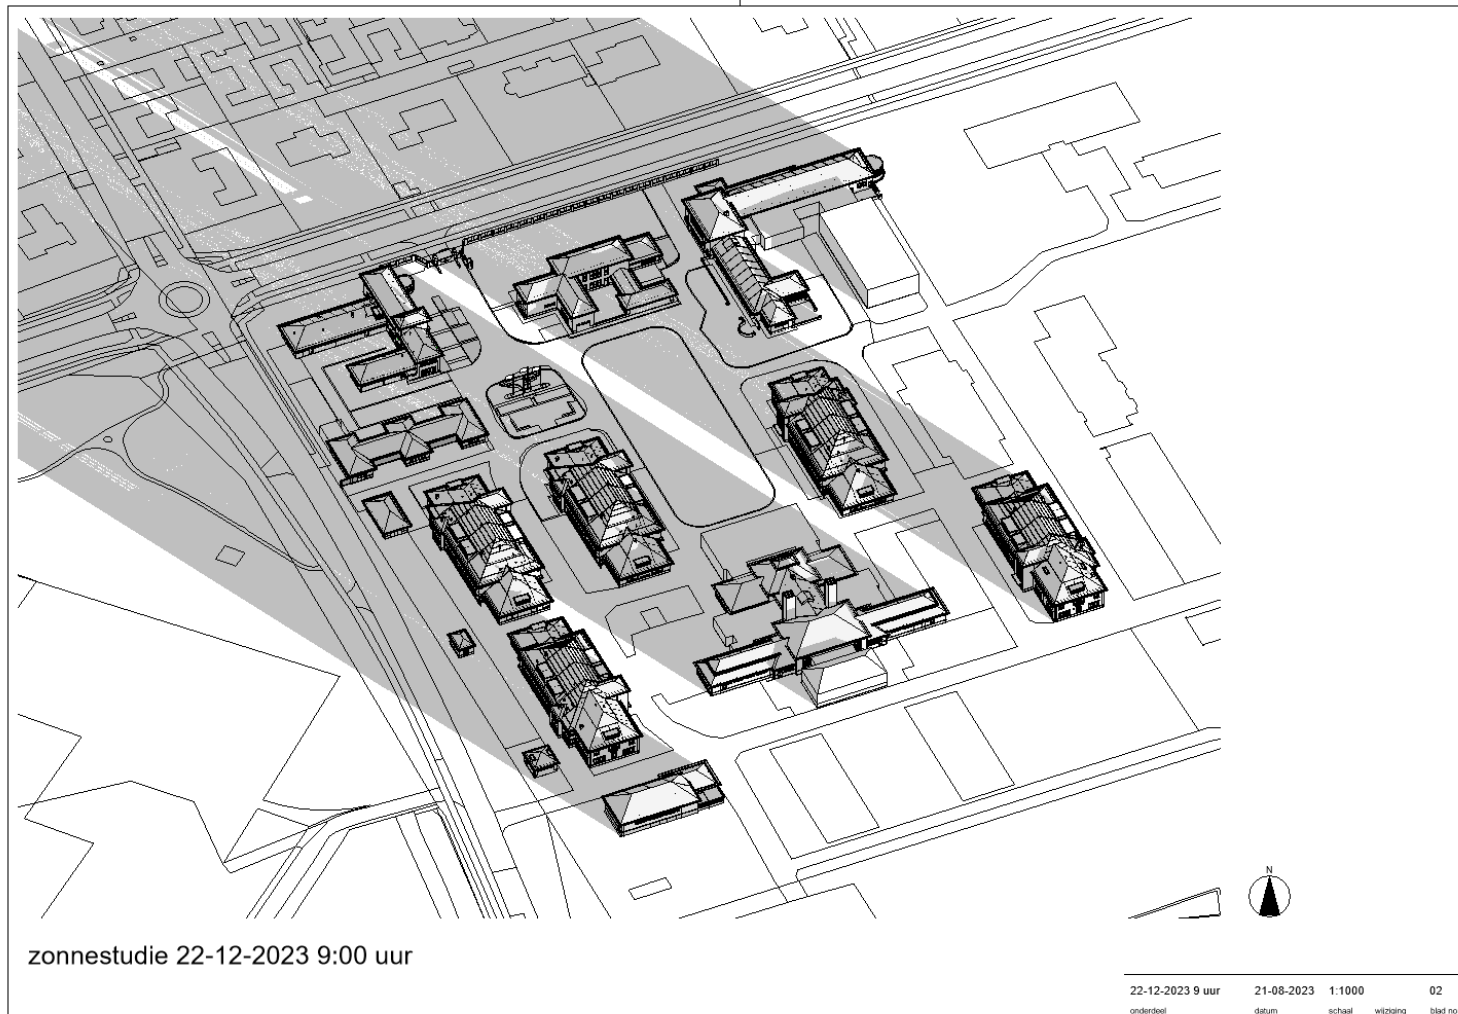 N
zonnestudie 22-12-2023 9:00 uur
22-12-2023 9 uur 21-08-2023 1:1000 02
onderdeel datum schaal wijziging blad no